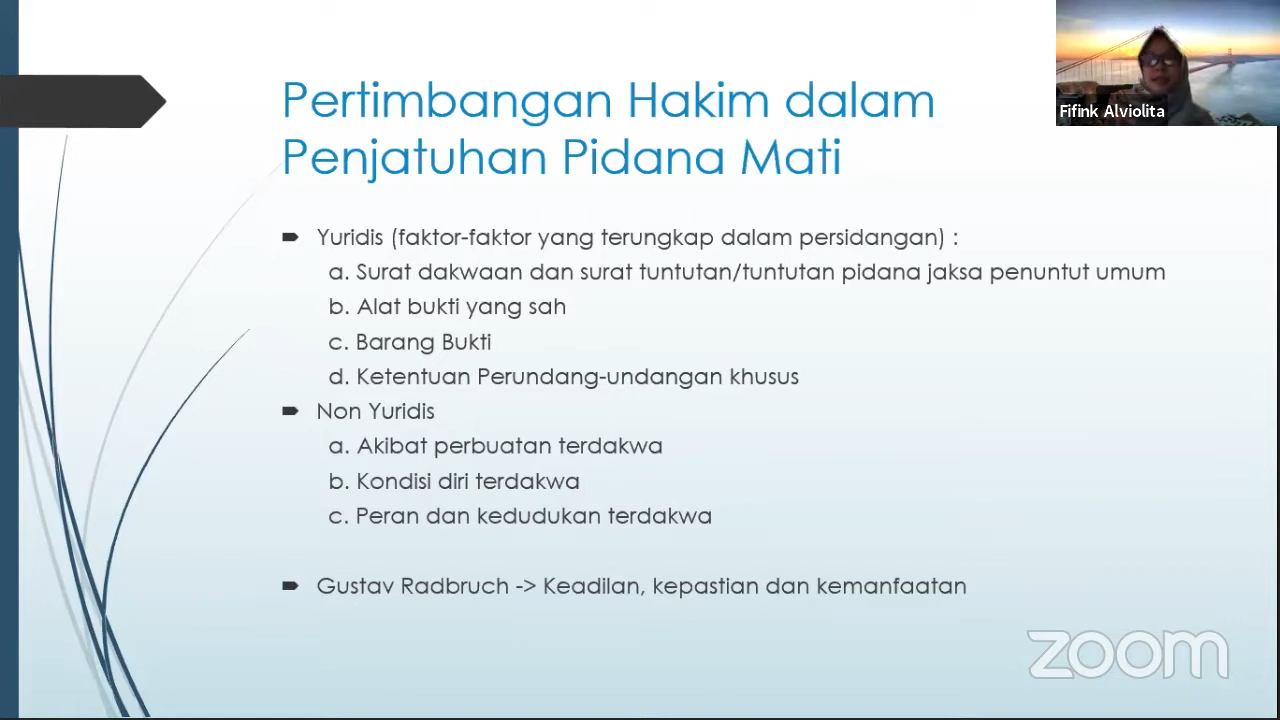 Pertimbangan Hakim dalam
Penjatuhan Pidana Mati
Fifink Alviolita
Yuridis (faktor-faktor yang terungkap dalam persidangan) :
a. Surat dakwaan dan surat tuntutan/tuntutan pidana jaksa penuntut umum
b. Alat bukti yang sah
c. Barang Bukti
d. Ketentuan Perundang-undangan khusus
Non Yuridis
a. Akibat perbuatan terdakwa
b. Kondisi diri terdakwa
c. Peran dan kedudukan terdakwa
Gustav Radbruch -> Keadilan, kepastian dan kemanfaatan
zoom